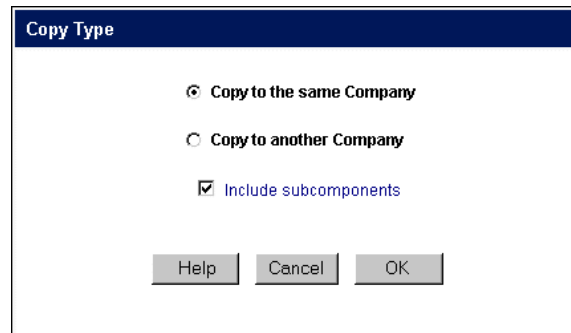 Copy Type
Copy to the same Company
Copy to another Company
Include subcomponents
Help Cancel OK